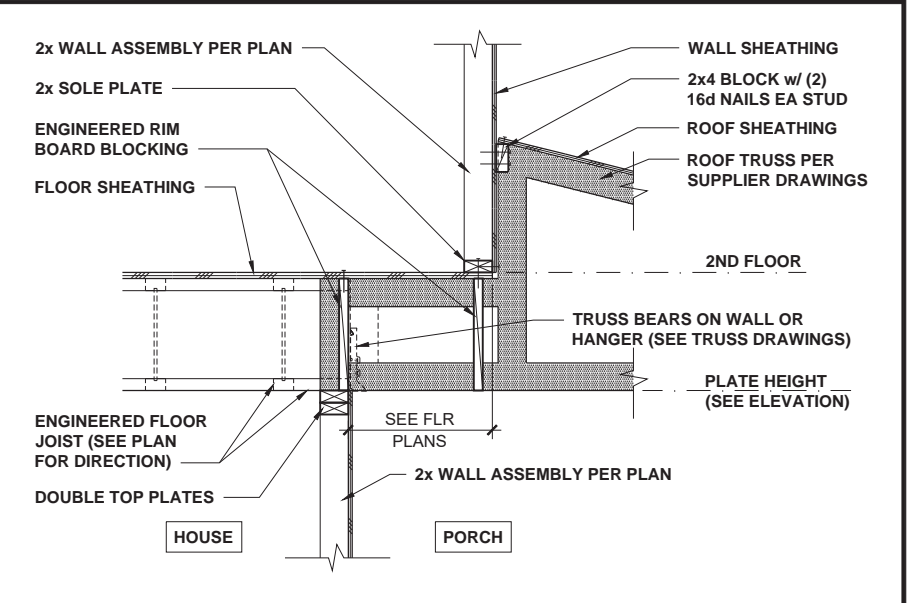 2x WALL ASSEMBLY PER PLAN
2x SOLE PLATE
ENGINEERED RIM
BOARD BLOCKING
FLOOR SHEATHING
WALL SHEATHING
2x4 BLOCK w/ (2)
16d NAILS EA STUD
ROOF SHEATHING
ROOF TRUSS PER
SUPPLIER DRAWINGS
2ND FLOOR
TRUSS BEARS ON WALL OR
HANGER (SEE TRUSS DRAWINGS)
PLATE HEIGHT
(SEE ELEVATION)
ENGINEERED FLOOR
JOIST (SEE PLAN
FOR DIRECTION)
DOUBLE TOP PLATES
SEE FLR
PLANS
2x WALL ASSEMBLY PER PLAN
HOUSE
PORCH